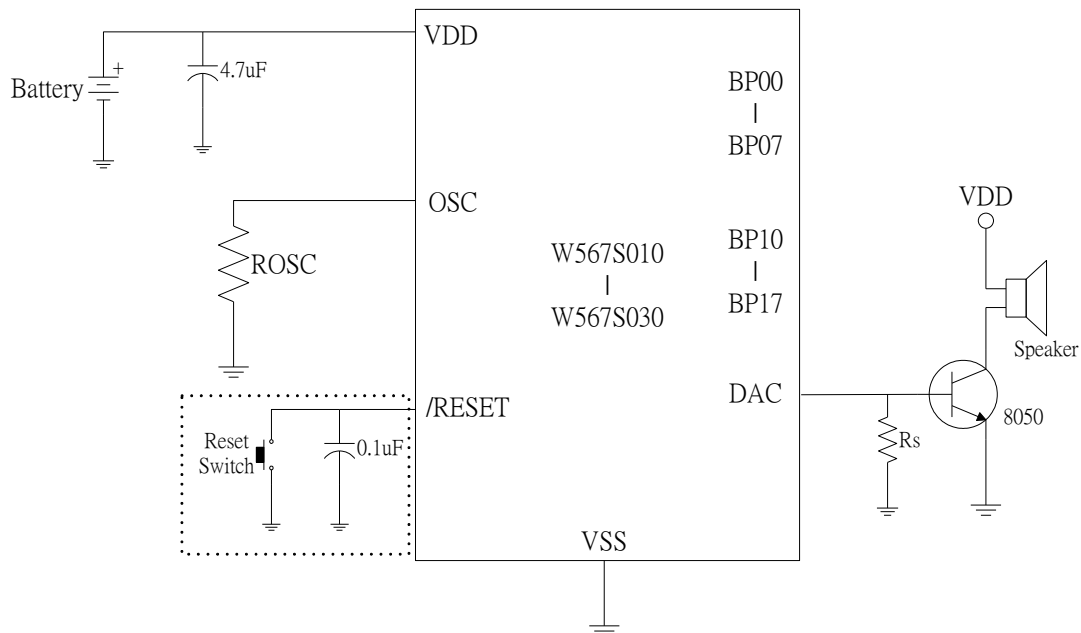 VDD
+
Battery
4.7uF
BP00
|
BP07
OSC
ROSC
W567S010
|
W567S030
BP10
|
BP17
VDD
Speaker
DAC
8050
Rs
/RESET
Reset
Switch
0.1uF
VSS